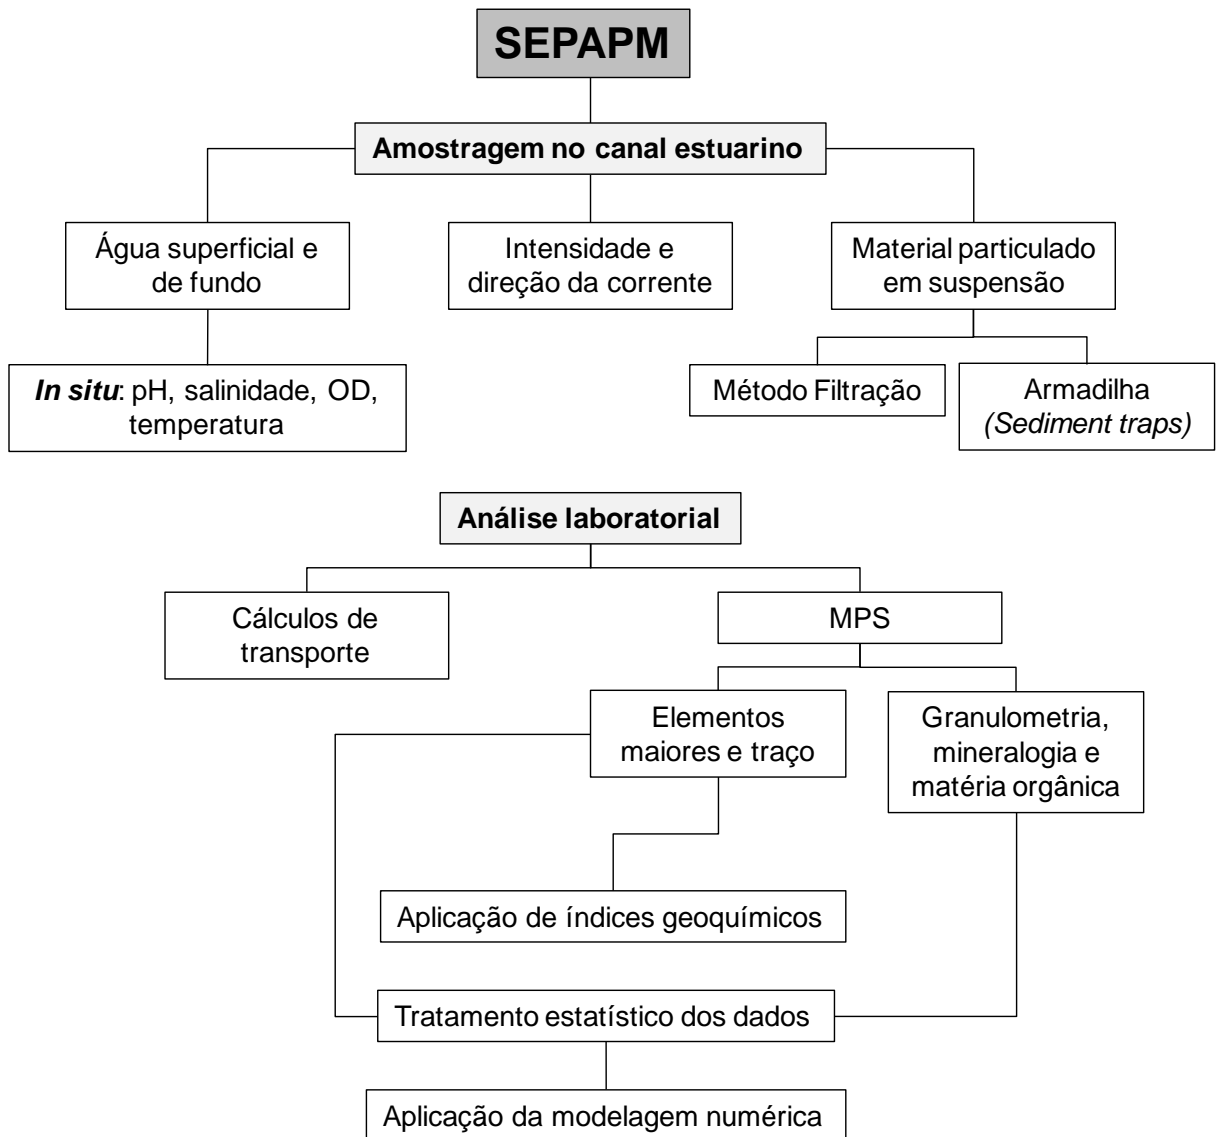 SEPAPM
Amostragem no canal estuarino
Água superficial e
de fundo
Intensidade e
direção da corrente
Material particulado
em suspensão
In situ: pH, salinidade, OD,
temperatura
Método Filtração
Armadilha
(Sediment traps)
Análise laboratorial
Cálculos de
transporte
MPS
Elementos
maiores e traço
Granulometria,
mineralogia e
matéria orgânica
Aplicação de índices geoquímicos
Tratamento estatístico dos dados
Aplicação da modelagem numérica